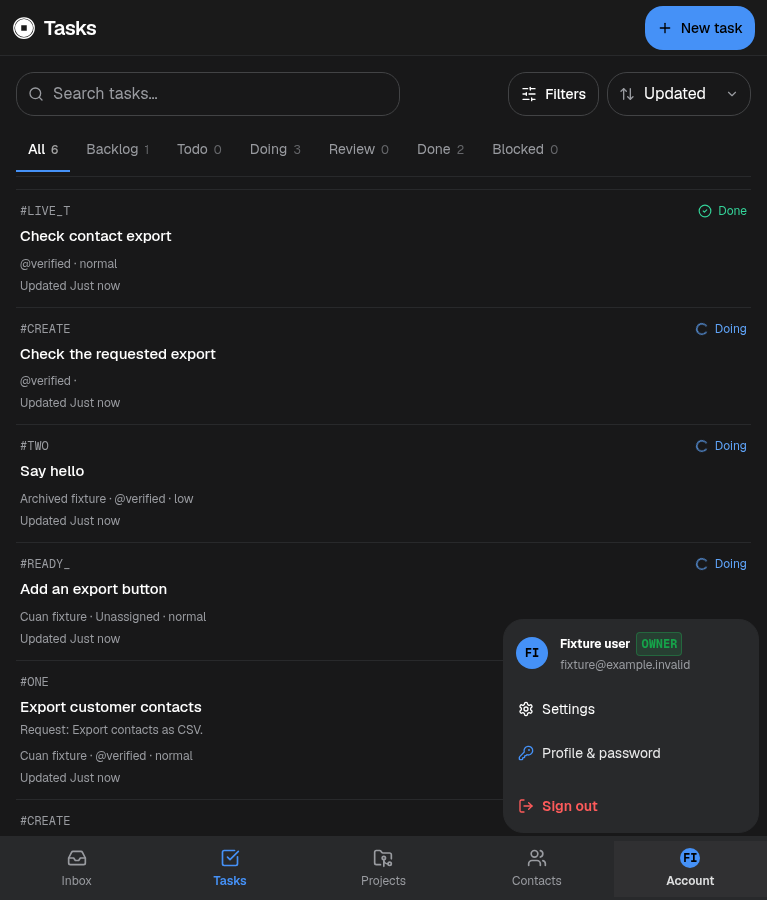 Tasks
New task
Search tasks...
Filters
Updated
All 6
Backlog 1
Todo 0
Doing 3
Review 0
Done 2
Blocked 0
#LIVE_T
Done
Check contact export
@verified · normal
Updated Just now
#CREATE
Doing
Check the requested export
@verified ·
Updated Just now
#TWO
Doing
Say hello
Archived fixture · @verified · low
Updated Just now
#READY_
Doing
Add an export button
Cuan fixture · Unassigned · normal
Updated Just now
#ONE
Export customer contacts
Request: Export contacts as CSV.
Cuan fixture · @verified · normal
Updated Just now
#CREATE
FI
Fixture user OWNER
fixture@example.invalid
Settings
Profile & password
Sign out
Inbox
Tasks
Projects
Contacts
FI
Account